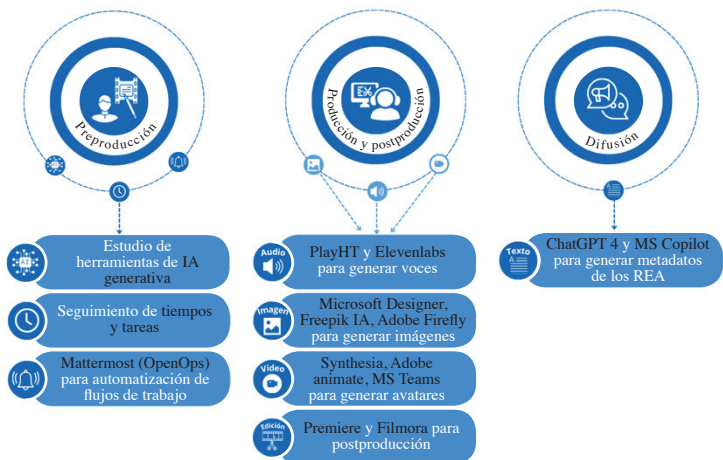 Preproducción
Estudio de
herramientas de IA
generativa
Seguimiento de tiempos
y tareas
Mattermost (OpenOps)
para automatización de
flujos de trabajo
Producción y postproducción
Audio
PlayHT y Elevenlabs
para generar voces
Imagen
Microsoft Designer,
Freepik IA, Adobe Firefly
para generar imágenes
Video
Synthesia, Adobe
animate, MS Teams
para generar avatares
Edición
Premiere y Filmora para
postproducción
Difusión
Texto
ChatGPT 4 y MS Copilot
para generar metadatos
de los REA